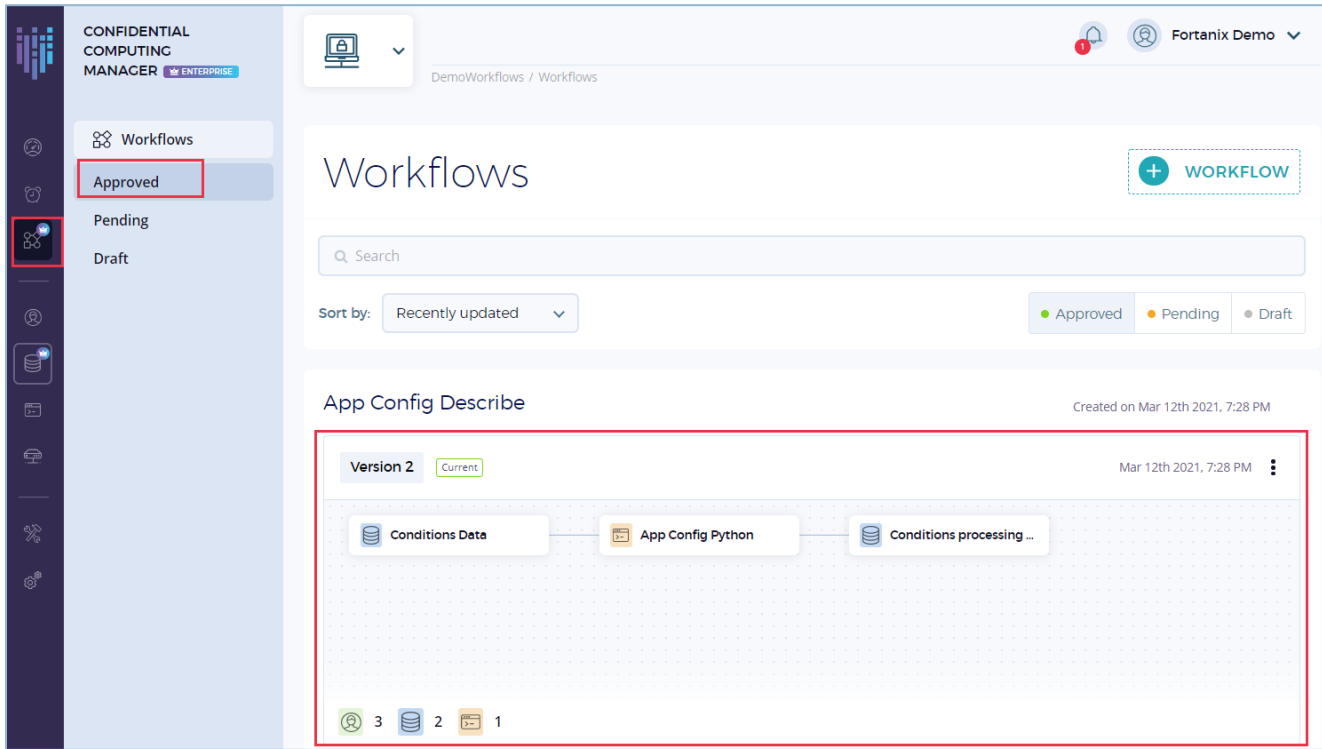 CONFIDENTIAL
COMPUTING
MANAGER ENTERPRISE
Workflows
Approved
Pending
Draft
1
Fortanix Demo
DemoWorkflows / Workflows
Workflows
WORKFLOW
Search
Sort by: Recently updated
Approved Pending Draft
App Config Describe
Created on Mar 12th 2021, 7:28 PM
Version 2 Current
Mar 12th 2021, 7:28 PM
Conditions Data App Config Python Conditions processing ...
3 2 1